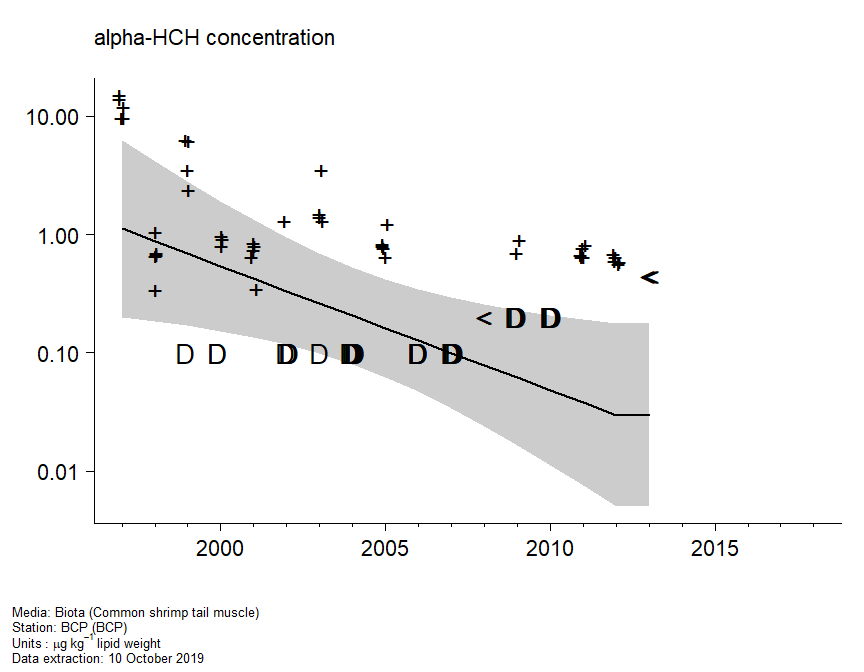 alpha-HCH concentration
10.00
1.00
0.10
0.01
< D D
<
D D D D D D D D
2000 2005 2010 2015
Media: Biota (Common shrimp tail muscle)
Station: BCP (BCP)
Units : µg kg⁻¹ lipid weight
Data extraction: 10 October 2019